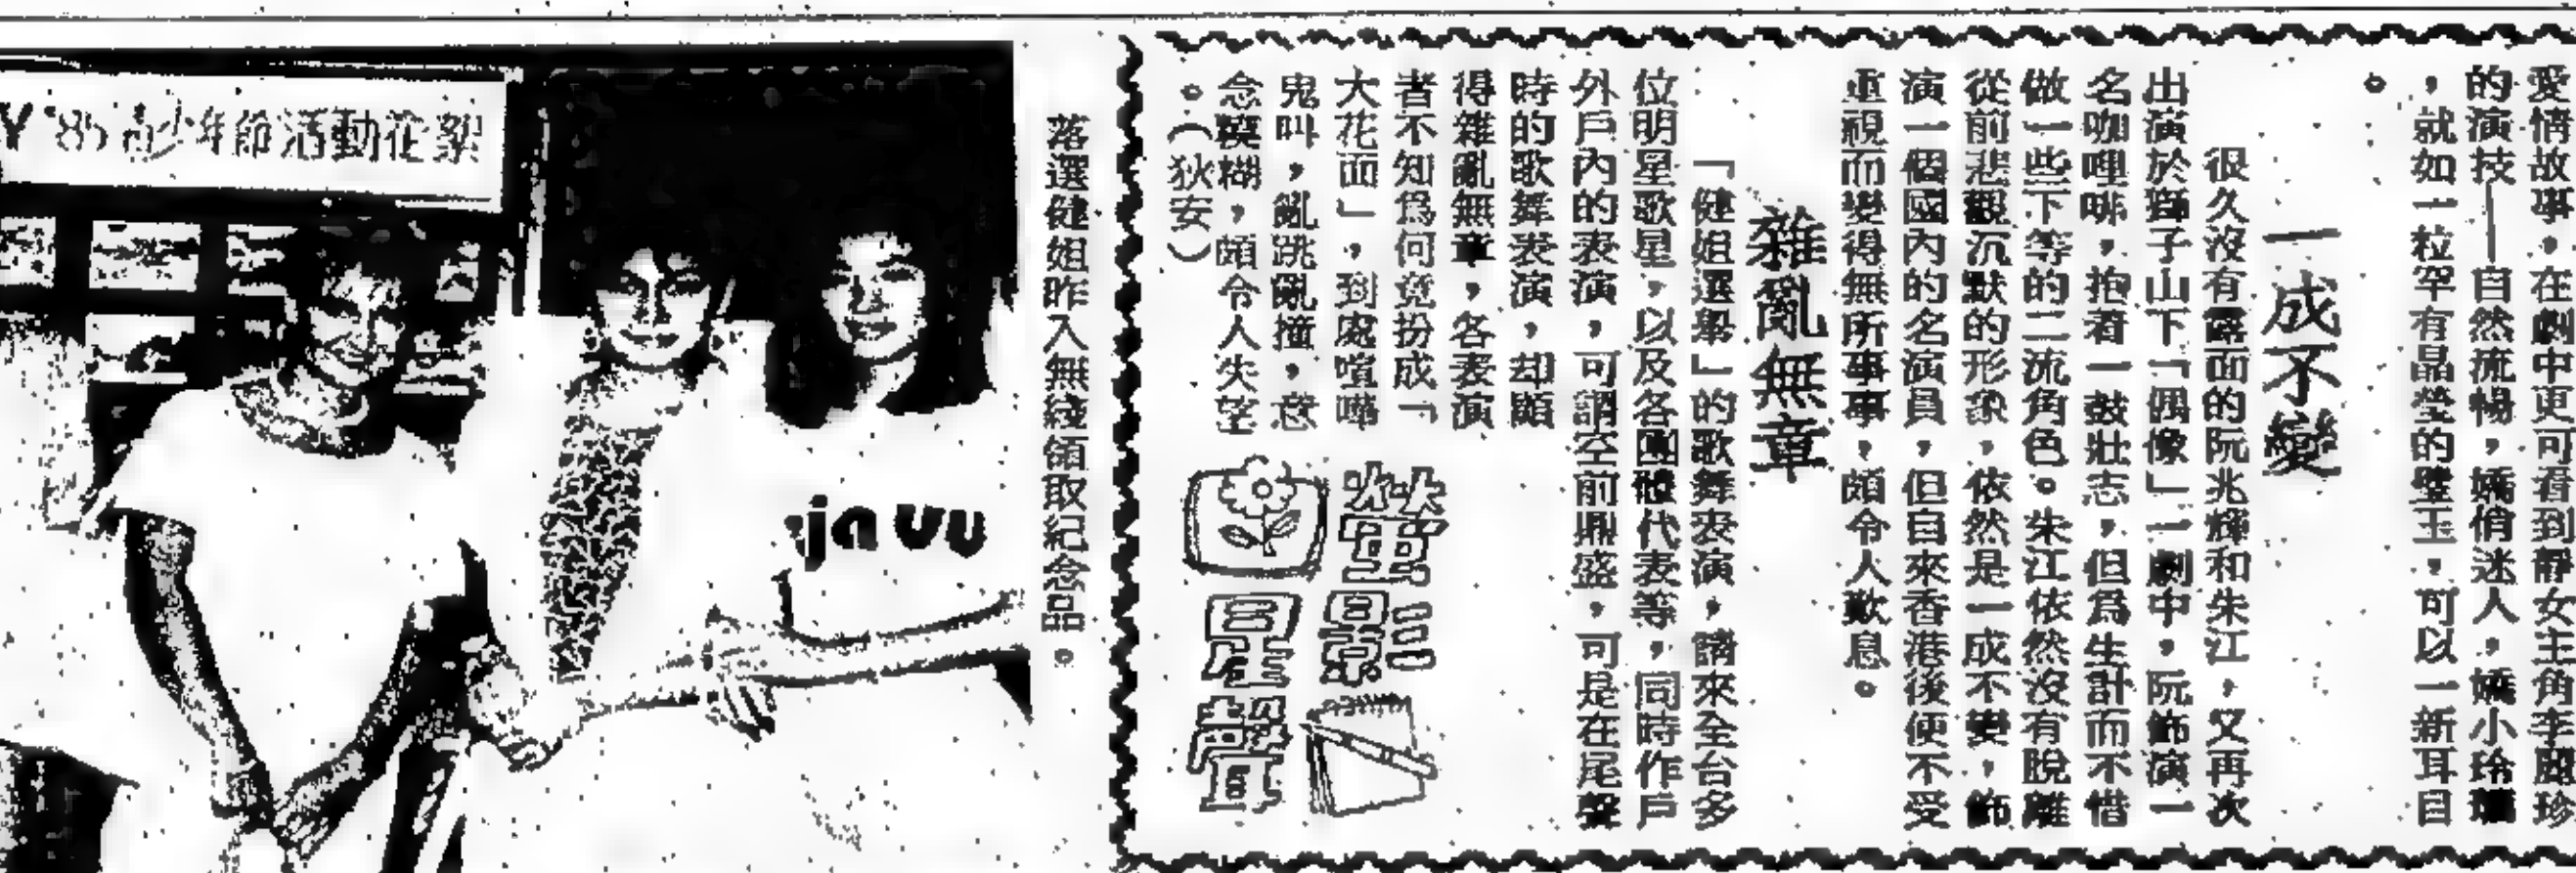 愛情故事，在劇中更可看到靜女主角李麗珍
的演技——自然流暢，嬌俏迷人，嬌小玲瓏
，就如一粒罕有晶瑩的璧玉，可以一新耳目
。
一成不變
很久沒有露面的阮兆輝和朱江，又再次
出演於獅子山下「偶像」一劇中，阮飾演一
名咖哩啡，抱着一鼓壯志，但爲生計而不惜
做一些下等的二流角色。朱江依然沒有脫離
從前悲觀沉默的形象，依然是一成不變，飾
演一個國內的名演員，但自來香港後便不受
重視而變得無所事事，頗令人歎息。
雜亂無章
「健姐選舉」的歌舞表演，請來全台多
位明星歌星，以及各團體代表等，同時作戶
外戶內的表演，可謂空前鼎盛，可是在尾聲
時的歌舞表演，却顯
得雜亂無章，各表演
者不知爲何竟扮成「
大花面」，到處喧嘩
鬼叫，亂跳亂撞，意
念糢糊，頗令人失望
。（狄安）
螢影
星聲
落選健姐昨入無綫領取紀念品。
Y '85青少年節活動花絮
ja vu